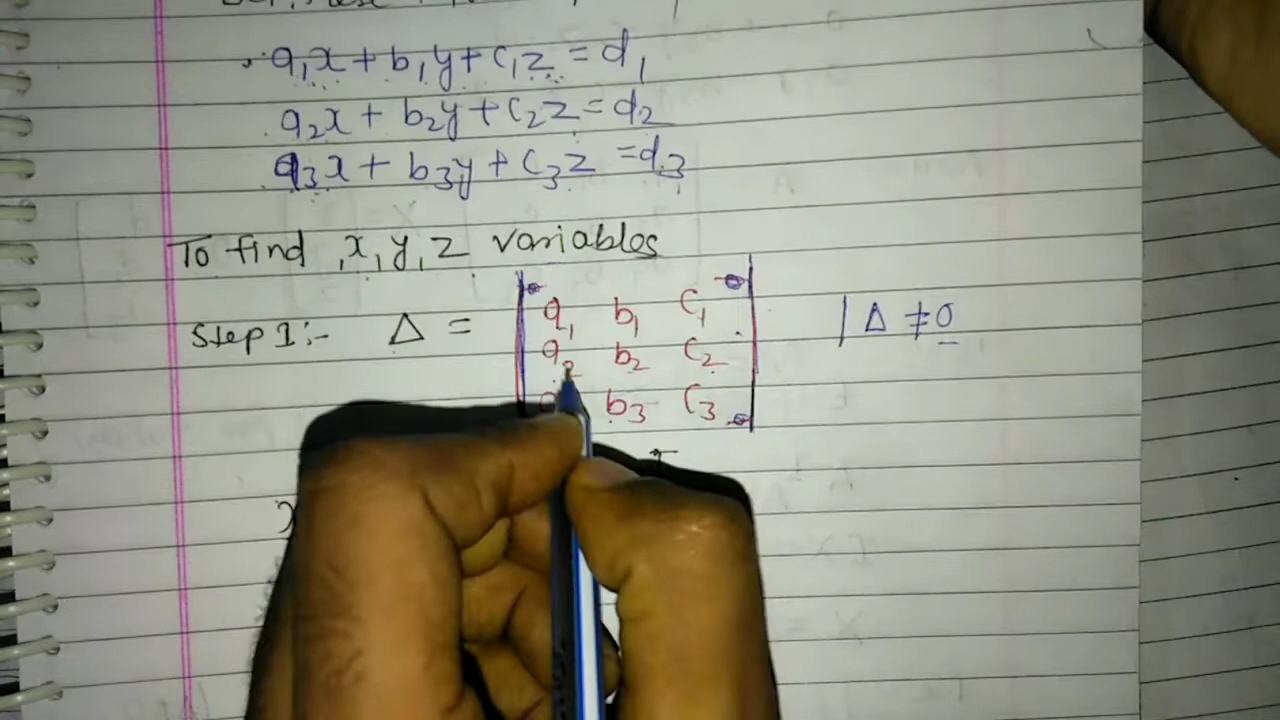 a₁x + b₁y + c₁z = d₁
a₂x + b₂y + c₂z = d₂
a₃x + b₃y + c₃z = d₃
To find x, y, z variables
Step 1:- Δ = | a₁ b₁ c₁ | | Δ ≠ 0
a₂ b₂ c₂
b₃ c₃